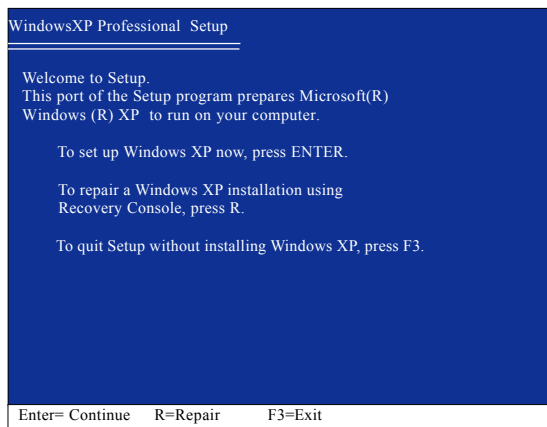 WindowsXP Professional Setup
Welcome to Setup.
This port of the Setup program prepares Microsoft(R)
Windows (R) XP to run on your computer.
To set up Windows XP now, press ENTER.
To repair a Windows XP installation using
Recovery Console, press R.
To quit Setup without installing Windows XP, press F3.
Enter= Continue R=Repair F3=Exit